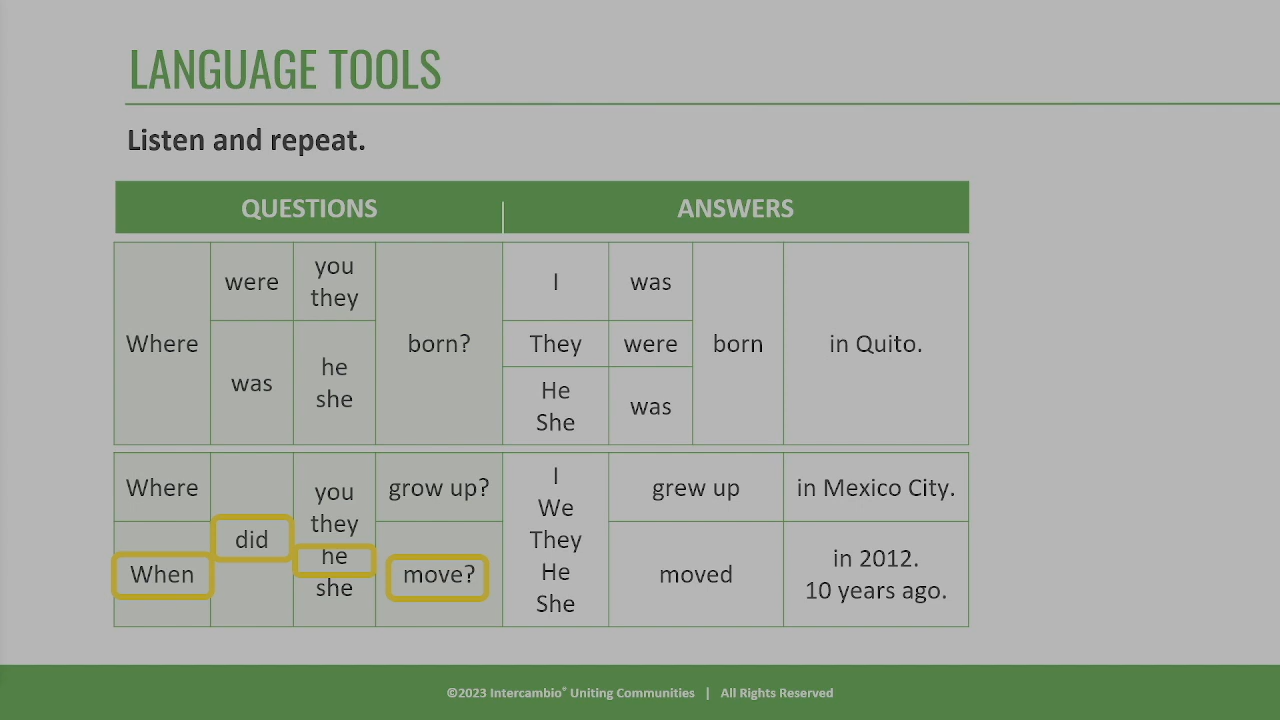 LANGUAGE TOOLS
Listen and repeat.
QUESTIONS ANSWERS
Where were you they born? I was born in Quito.
was he she They were
He She was
Where did you they he she grow up? I We They He She grew up in Mexico City.
When move? moved in 2012. 10 years ago.
©2023 Intercambio® Uniting Communities | All Rights Reserved